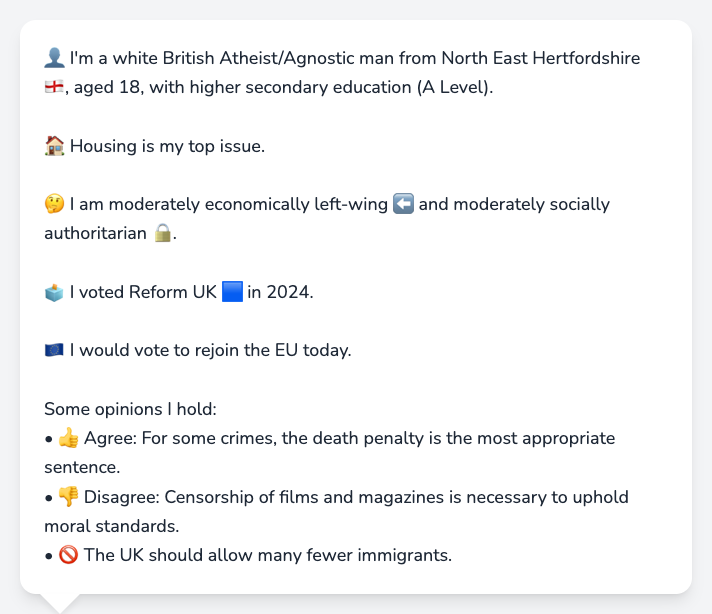 👤 I'm a white British Atheist/Agnostic man from North East Hertfordshire
🏴󠁧󠁢󠁥󠁮󠁧󠁿, aged 18, with higher secondary education (A Level).
🏠 Housing is my top issue.
🤔 I am moderately economically left-wing ⬅️ and moderately socially
authoritarian 🔒.
🗳️ I voted Reform UK 🟦 in 2024.
🇪🇺 I would vote to rejoin the EU today.
Some opinions I hold:
• 👍 Agree: For some crimes, the death penalty is the most appropriate
sentence.
• 👎 Disagree: Censorship of films and magazines is necessary to uphold
moral standards.
• 🚫 The UK should allow many fewer immigrants.